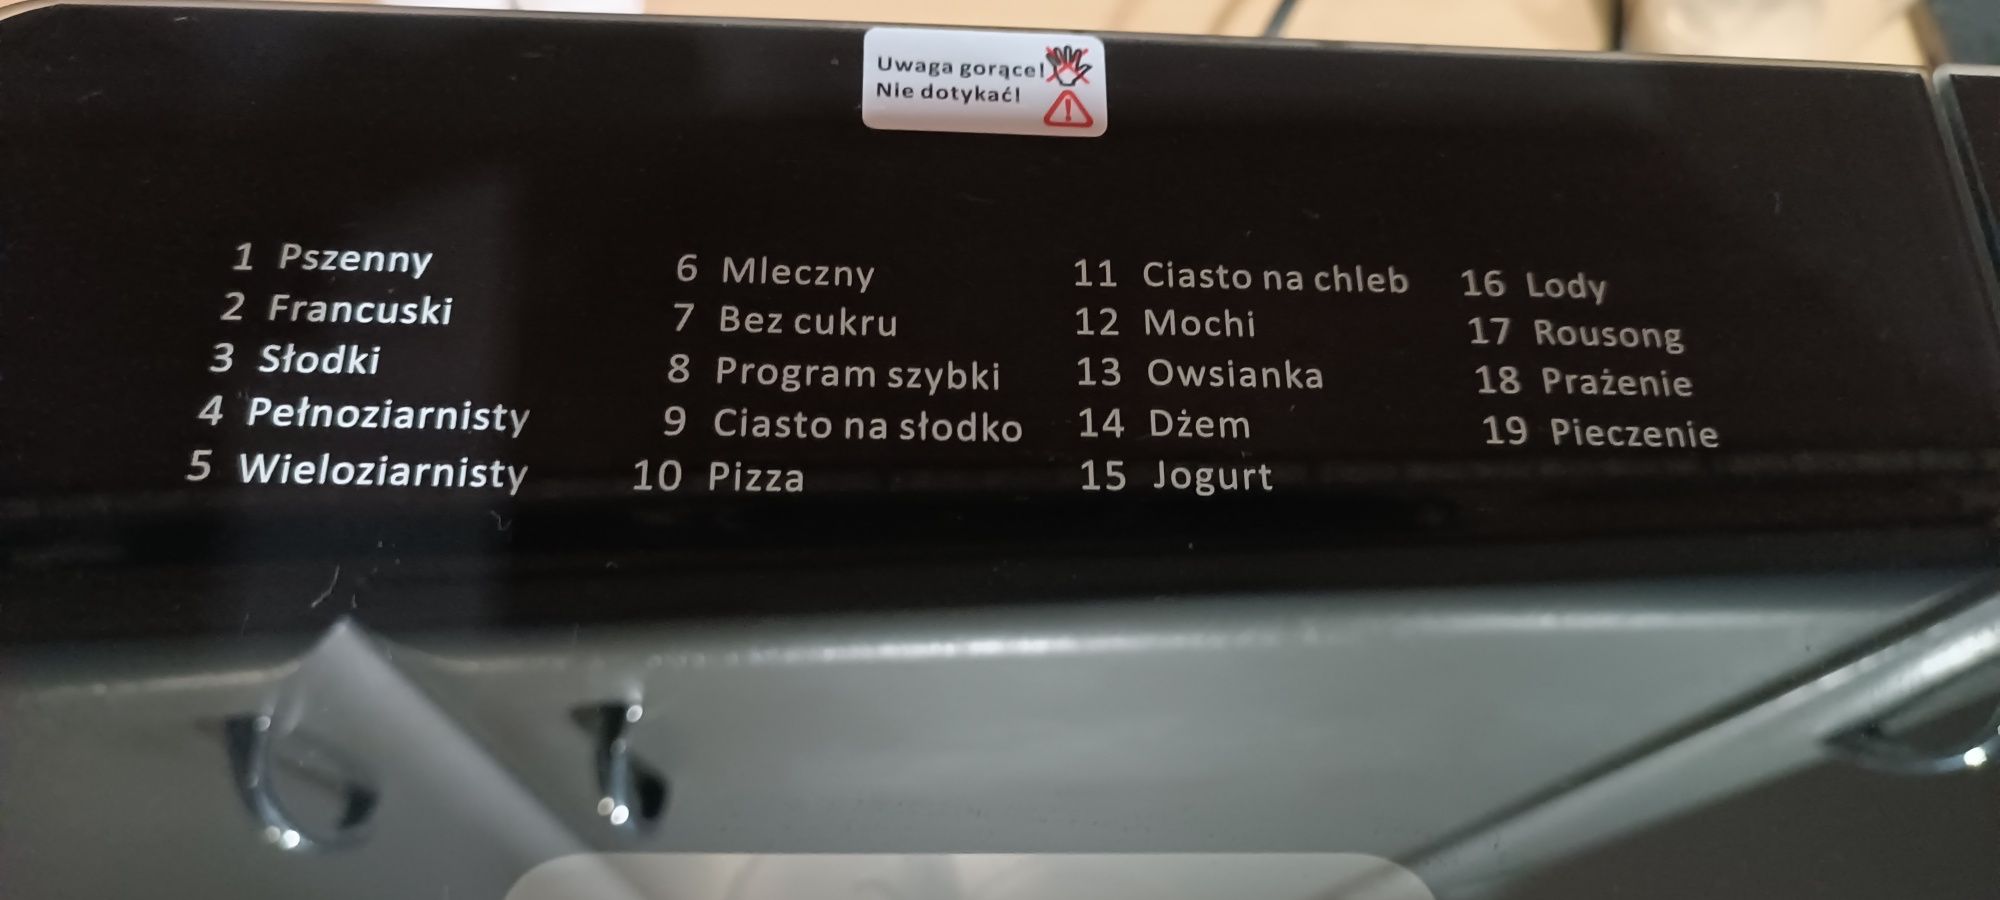 Uwaga gorące!
Nie dotykać!
1 Pszenny
2 Francuski
3 Słodki
4 Pełnoziarnisty
5 Wieloziarnisty
6 Mleczny
7 Bez cukru
8 Program szybki
9 Ciasto na słodko
10 Pizza
11 Ciasto na chleb
12 Mochi
13 Owsianka
14 Dżem
15 Jogurt
16 Lody
17 Rousong
18 Prażenie
19 Pieczenie